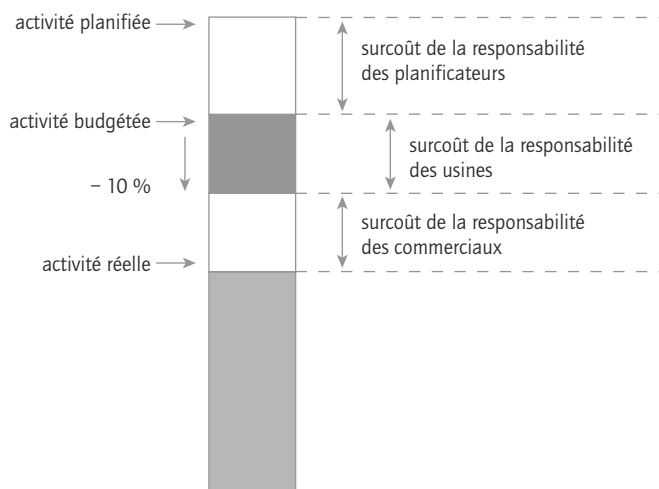 activité planifiée
surcoût de la responsabilité
des planificateurs
activité budgétée
surcoût de la responsabilité
des usines
– 10 %
surcoût de la responsabilité
des commerciaux
activité réelle